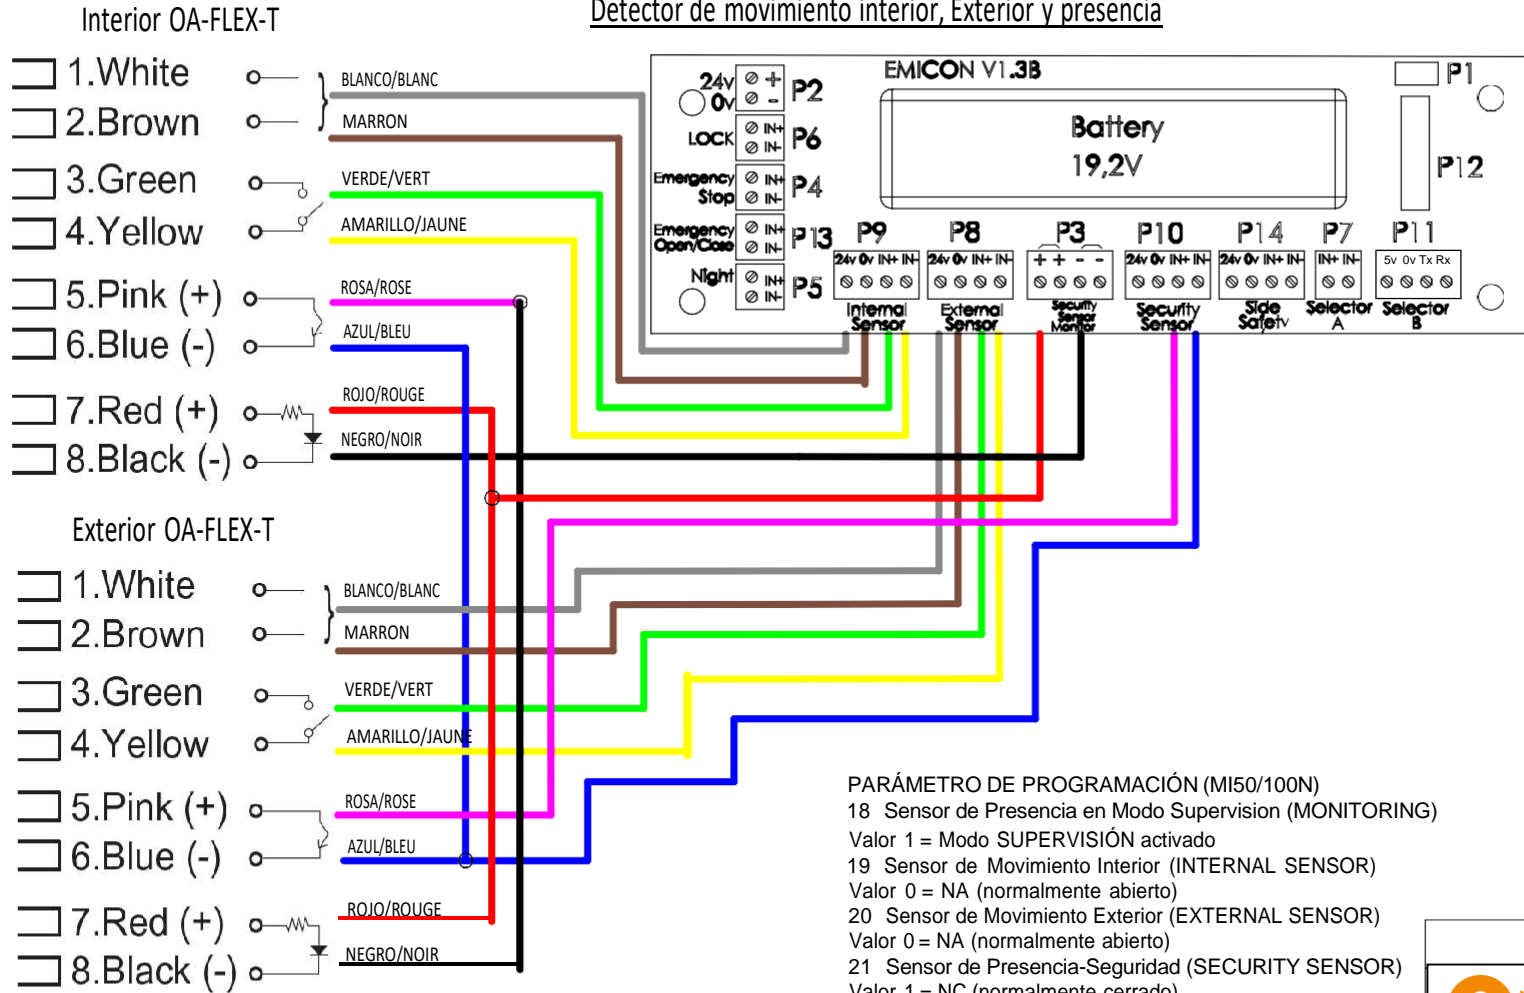 Detector de movimiento interior, Exterior y presencia
Interior OA-FLEX-T
1.White
2.Brown
3.Green
4.Yellow
5.Pink (+)
6.Blue (-)
7.Red (+)
8.Black (-)
BLANCO/BLANC
MARRON
VERDE/VERT
AMARILLO/JAUNE
ROSA/ROSE
AZUL/BLEU
ROJO/ROUGE
NEGRO/NOIR
EMICON V1.3B
Battery
19,2V
P1
P12
24v + P2
0v -
LOCK IN+ P6
IN-
Emergency IN+ P4
Stop IN-
Emergency IN+ P13
Open/Close IN-
Night IN+ P5
IN-
P9 P8 P3 P10 P14 P7 P11
24v 0v IN+ IN-
24v 0v IN+ IN-
+ + - -
24v 0v IN+ IN-
24v 0v IN+ IN-
IN+ IN-
5v 0v Tx Rx
Internal
Sensor
External
Sensor
Security
Sensor
Monitor
Security
Sensor
Side
Safety
Selector
A
Selector
B
Exterior OA-FLEX-T
1.White
2.Brown
3.Green
4.Yellow
5.Pink (+)
6.Blue (-)
7.Red (+)
8.Black (-)
BLANCO/BLANC
MARRON
VERDE/VERT
AMARILLO/JAUNE
ROSA/ROSE
AZUL/BLEU
ROJO/ROUGE
NEGRO/NOIR
PARÁMETRO DE PROGRAMACIÓN (MI50/100N)
18 Sensor de Presencia en Modo Supervision (MONITORING)
Valor 1 = Modo SUPERVISIÓN activado
19 Sensor de Movimiento Interior (INTERNAL SENSOR)
Valor 0 = NA (normalmente abierto)
20 Sensor de Movimiento Exterior (EXTERNAL SENSOR)
Valor 0 = NA (normalmente abierto)
21 Sensor de Presencia-Seguridad (SECURITY SENSOR)
Valor 1 = NC (normalmente cerrado)